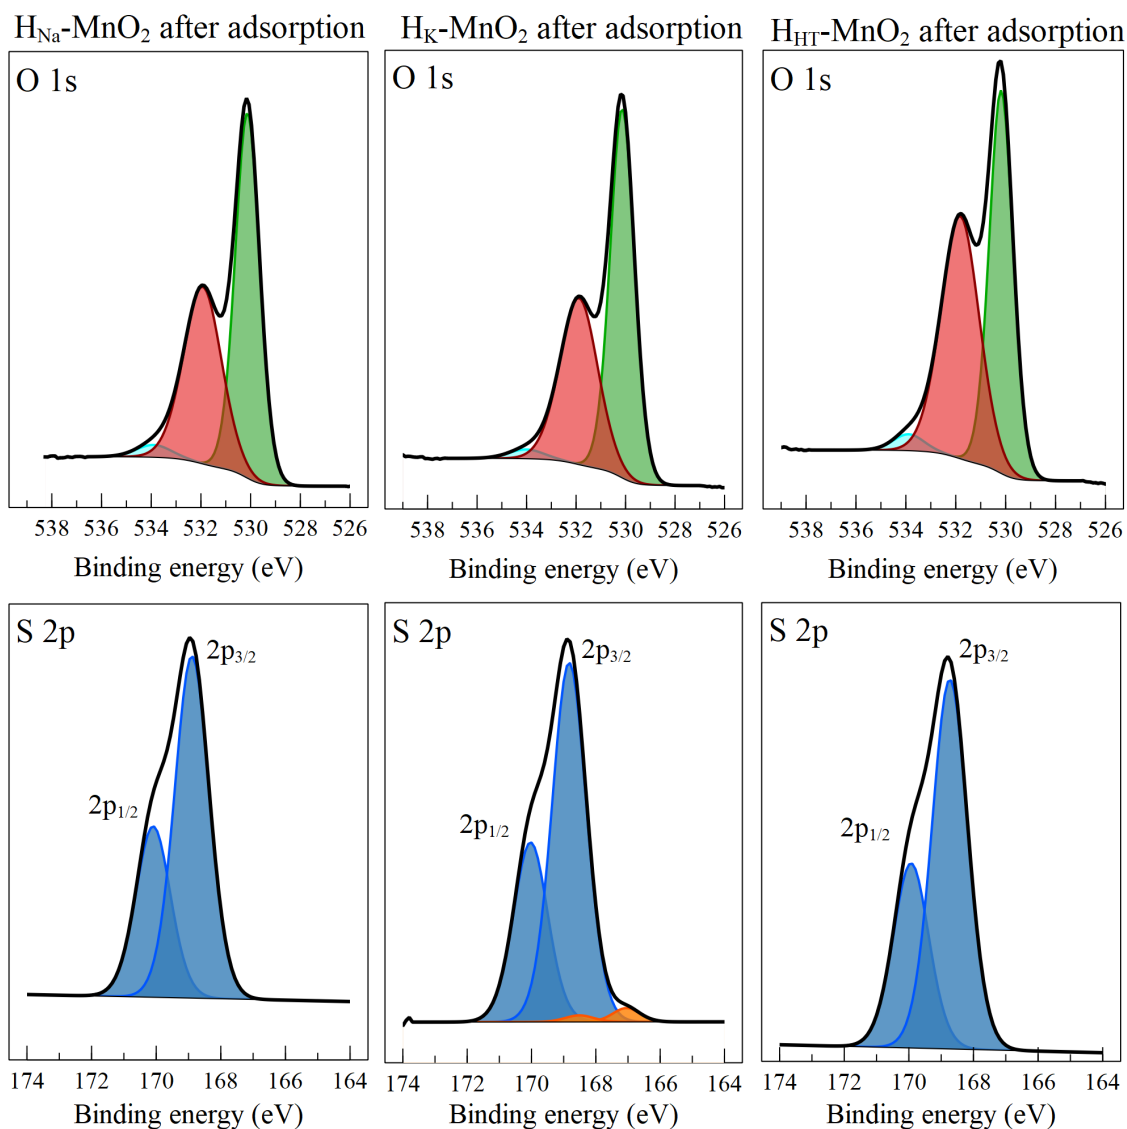 H_Na-MnO₂ after adsorption
H_K-MnO₂ after adsorption
H_HT-MnO₂ after adsorption
O 1s
O 1s
O 1s
538 536 534 532 530 528 526
538 536 534 532 530 528 526
538 536 534 532 530 528 526
Binding energy (eV)
Binding energy (eV)
Binding energy (eV)
S 2p
2p₃/₂
2p₁/₂
S 2p
2p₃/₂
2p₁/₂
S 2p
2p₃/₂
2p₁/₂
174 172 170 168 166 164
174 172 170 168 166 164
174 172 170 168 166 164
Binding energy (eV)
Binding energy (eV)
Binding energy (eV)